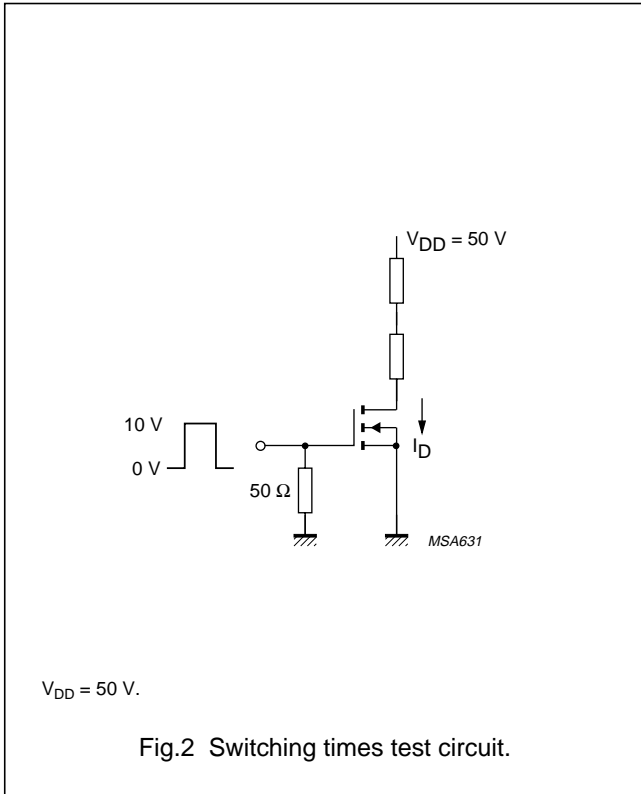 V_DD = 50 V
10 V
0 V
I_D
50 Ω
MSA631
V_DD = 50 V.
Fig.2 Switching times test circuit.